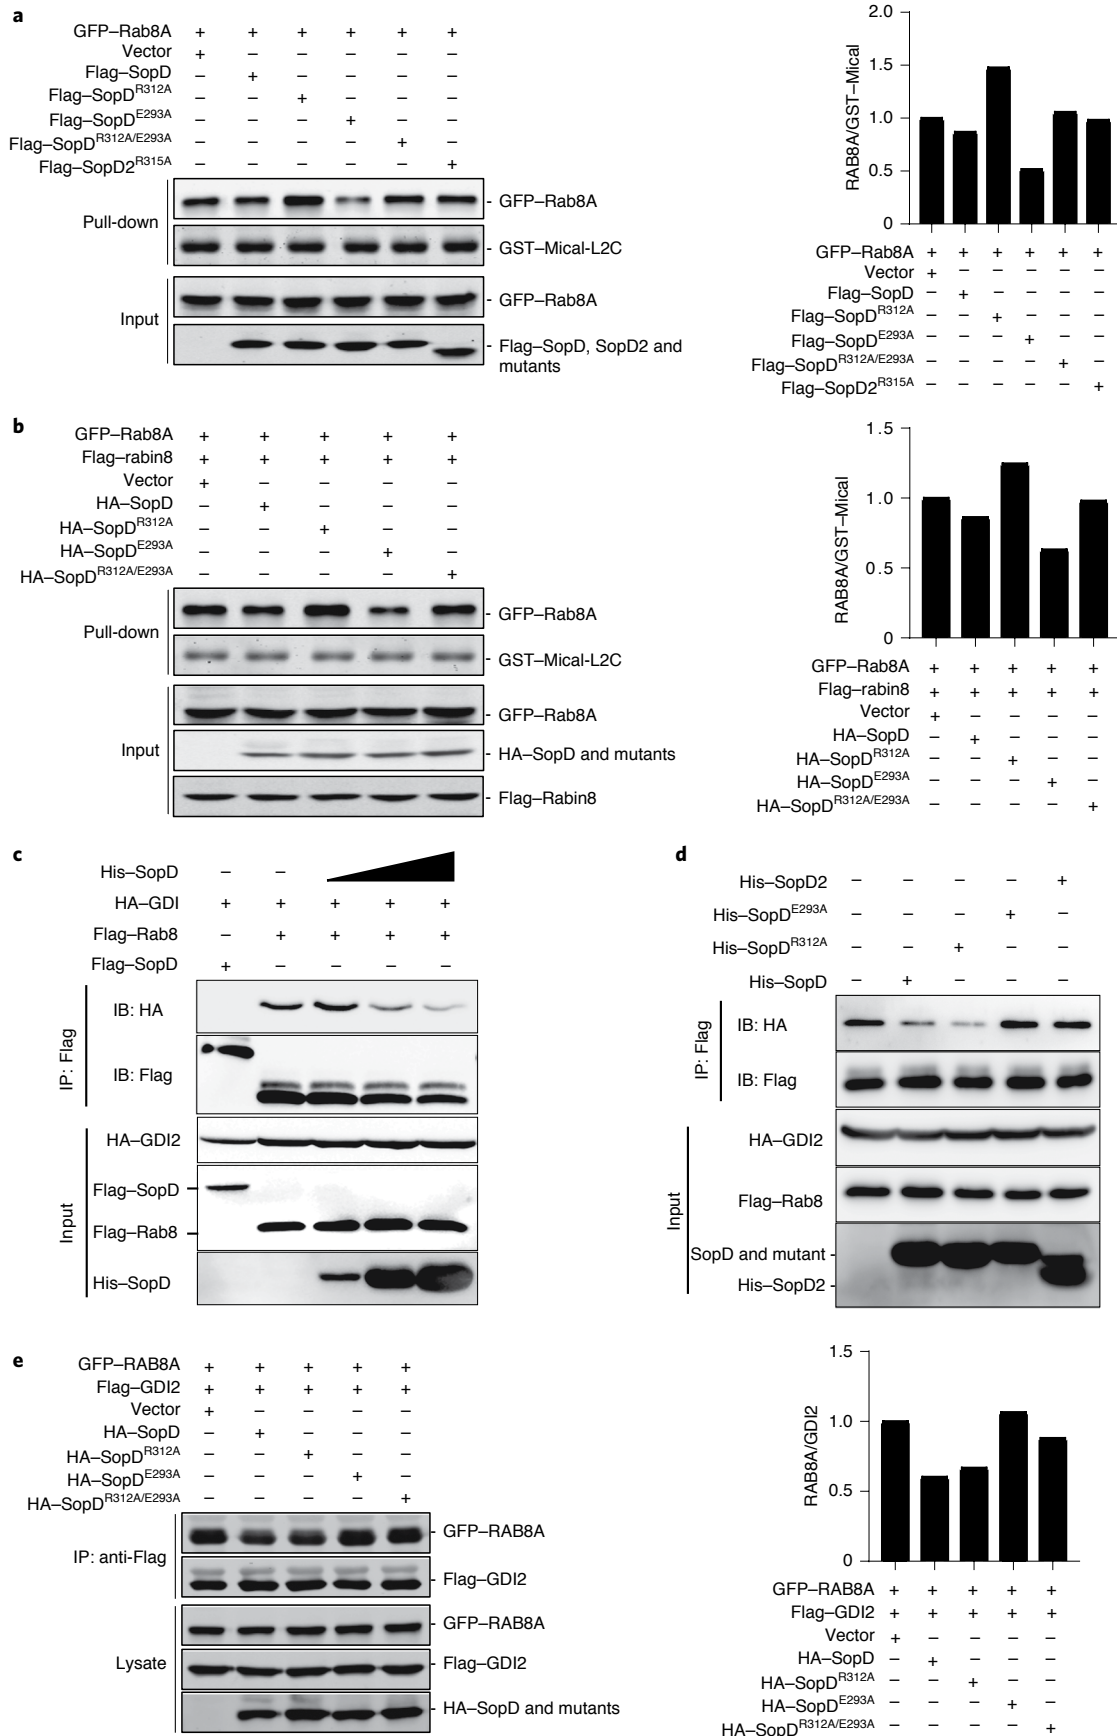 a
GFP–Rab8A + + + + + +
Vector + – – – – –
Flag–SopD – + – – – –
Flag–SopDR312A – – + – – –
Flag–SopDE293A – – – + – –
Flag–SopDR312A/E293A – – – – + –
Flag–SopD2R315A – – – – – +
Pull-down
GFP–Rab8A
GST–Mical-L2C
Input
GFP–Rab8A
Flag–SopD, SopD2 and
mutants
RAB8A/GST–Mical
2.0
1.5
1.0
0.5
0
GFP–Rab8A + + + + + +
Vector + – – – – –
Flag–SopD – + – – – –
Flag–SopDR312A – – + – – –
Flag–SopDE293A – – – + – –
Flag–SopDR312A/E293A – – – – + –
Flag–SopD2R315A – – – – – +
b
GFP–Rab8A + + + + +
Flag–rabin8 + + + + +
Vector + – – – –
HA–SopD – + – – –
HA–SopDR312A – – + – –
HA–SopDE293A – – – + –
HA–SopDR312A/E293A – – – – +
Pull-down
GFP–Rab8A
GST–Mical-L2C
Input
GFP–Rab8A
HA–SopD and mutants
Flag–Rabin8
RAB8A/GST–Mical
1.5
1.0
0.5
0
GFP–Rab8A + + + + +
Flag–rabin8 + + + + +
Vector + – – – –
HA–SopD – + – – –
HA–SopDR312A – – + – –
HA–SopDE293A – – – + –
HA–SopDR312A/E293A – – – – +
c
His–SopD – –
HA–GDI + + + + +
Flag–Rab8 – + + + +
Flag–SopD + – – – –
IP: Flag
IB: HA
IB: Flag
Input
HA–GDI2
Flag–SopD
Flag–Rab8
His–SopD
d
His–SopD2 – – – – +
His–SopDE293A – – – + –
His–SopDR312A – – + – –
His–SopD – + – – –
IP: Flag
IB: HA
IB: Flag
Input
HA–GDI2
Flag–Rab8
SopD and mutant
His–SopD2
e
GFP–RAB8A + + + + +
Flag–GDI2 + + + + +
Vector + – – – –
HA–SopD – + – – –
HA–SopDR312A – – + – –
HA–SopDE293A – – – + –
HA–SopDR312A/E293A – – – – +
IP: anti-Flag
GFP–RAB8A
Flag–GDI2
Lysate
GFP–RAB8A
Flag–GDI2
HA–SopD and mutants
RAB8A/GDI2
1.5
1.0
0.5
0
GFP–RAB8A + + + + +
Flag–GDI2 + + + + +
Vector + – – – –
HA–SopD – + – – –
HA–SopDR312A – – + – –
HA–SopDE293A – – – + –
HA–SopDR312A/E293A – – – – +